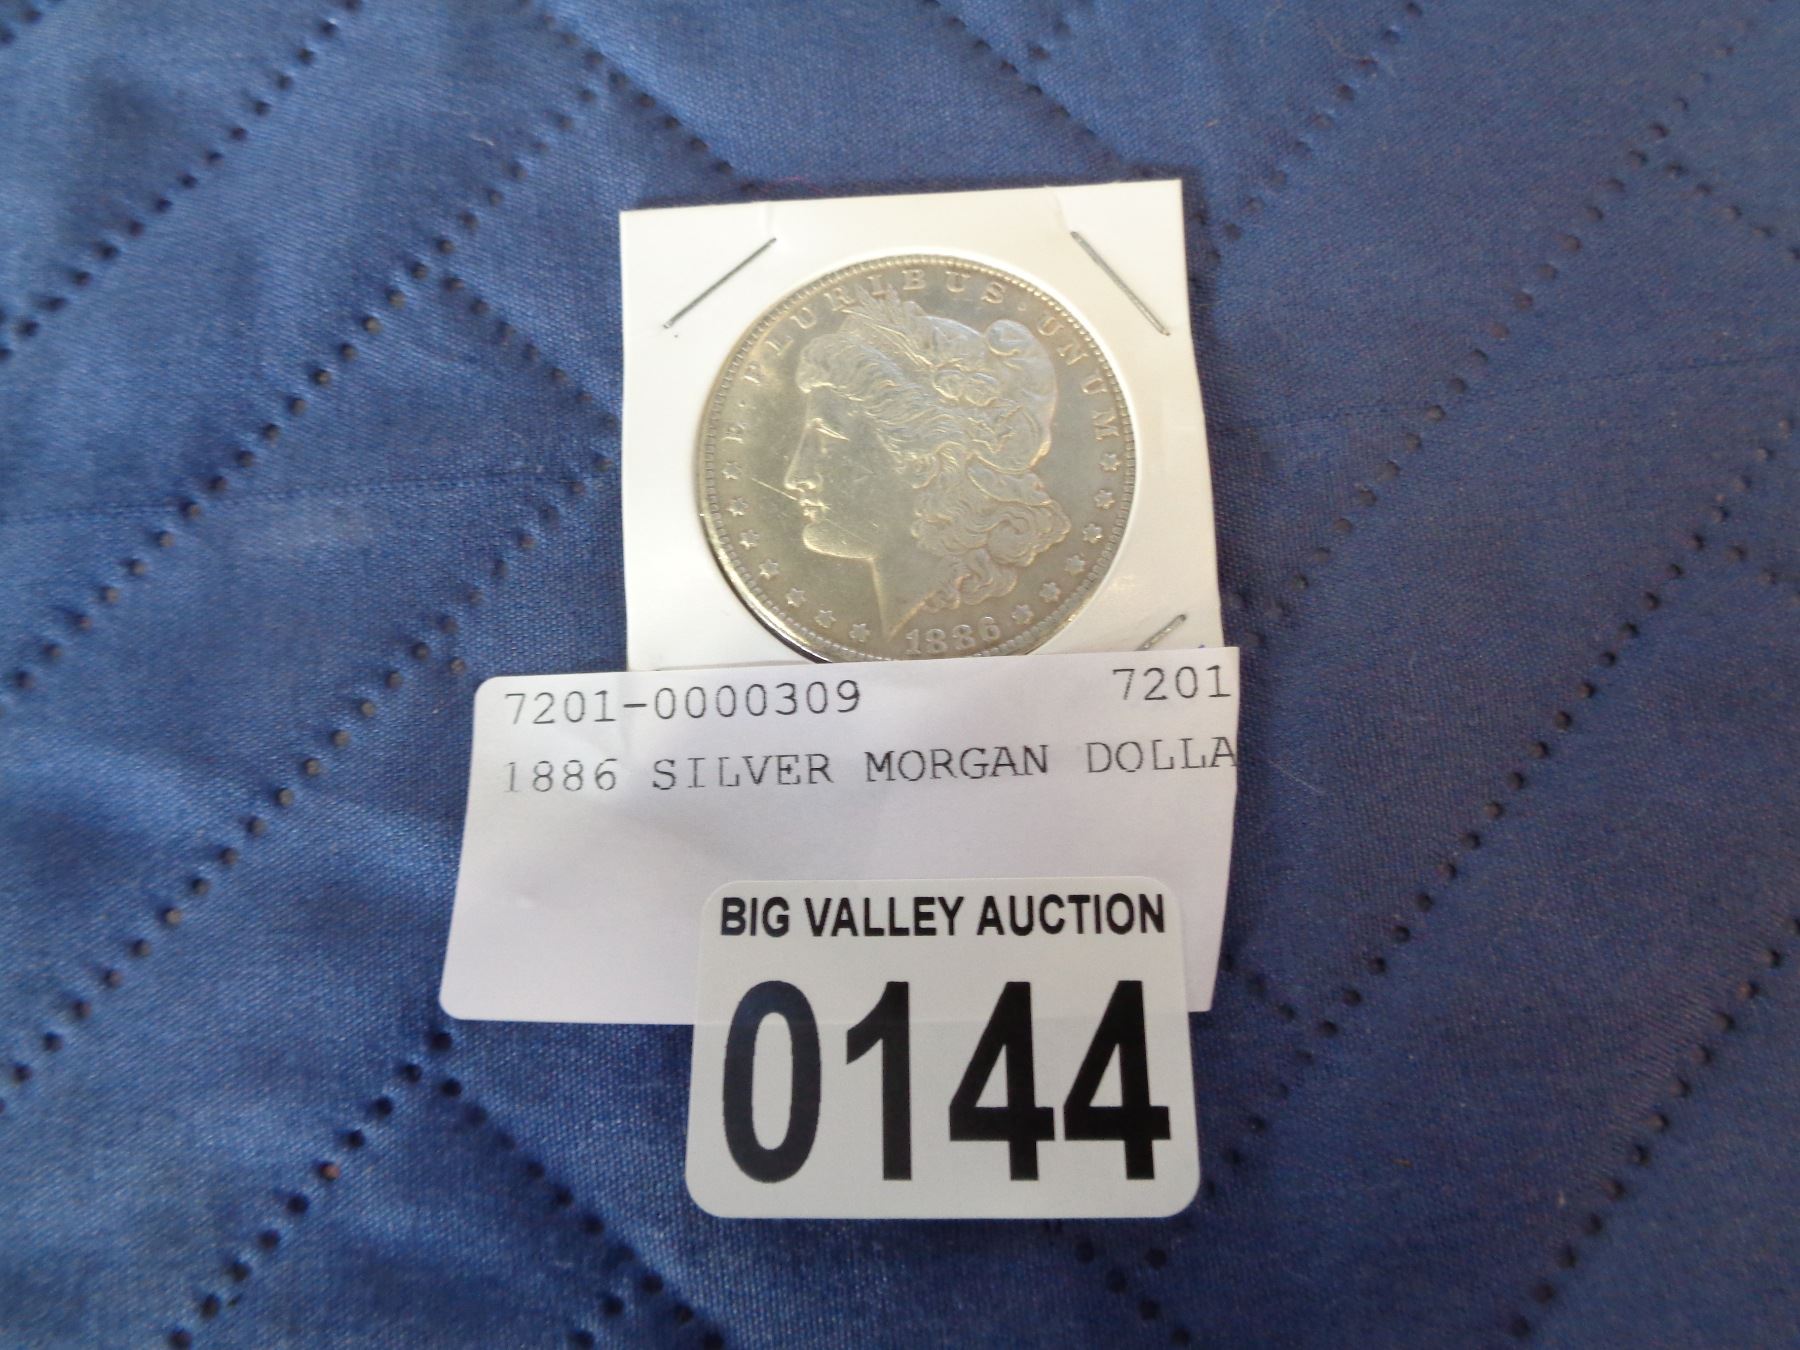 E·PLURIBUS·UNUM
1886
7201-0000309 7201
1886 SILVER MORGAN DOLLA
BIG VALLEY AUCTION
0144